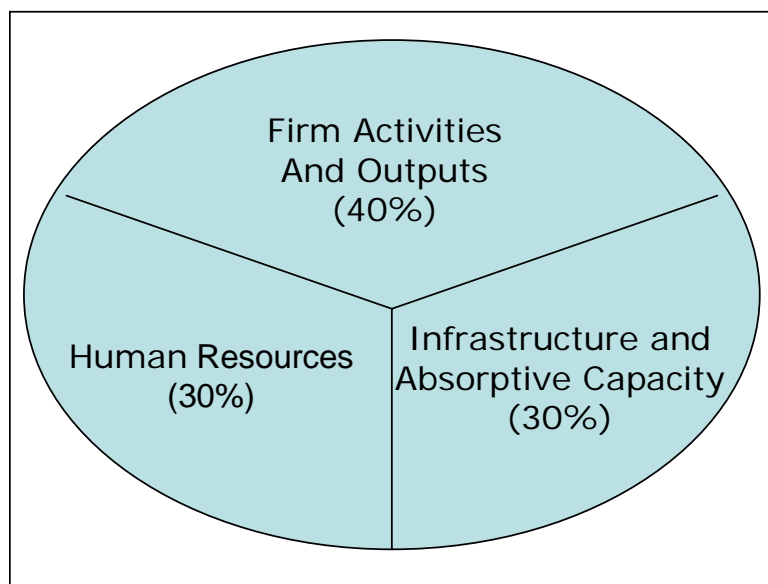 Firm Activities
And Outputs
(40%)
Human Resources
(30%)
Infrastructure and
Absorptive Capacity
(30%)